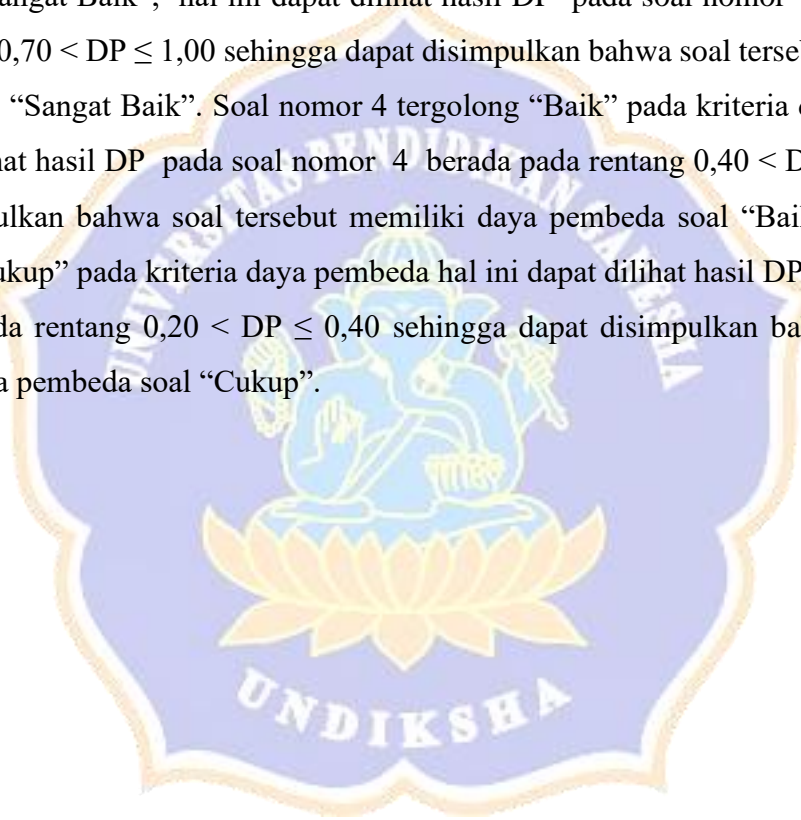 angat Baik”, hal ini dapat dilihat hasil DP pada soal nomor
0,70 < DP ≤ 1,00 sehingga dapat disimpulkan bahwa soal terse
“Sangat Baik”. Soal nomor 4 tergolong “Baik” pada kriteria
hat hasil DP pada soal nomor 4 berada pada rentang 0,40 < D
ulkan bahwa soal tersebut memiliki daya pembeda soal “Bai
ukup” pada kriteria daya pembeda hal ini dapat dilihat hasil DP
da rentang 0,20 < DP ≤ 0,40 sehingga dapat disimpulkan ba
a pembeda soal “Cukup”.
UNIVERSITAS PENDIDIKAN GANESHA
UNDIKSHA